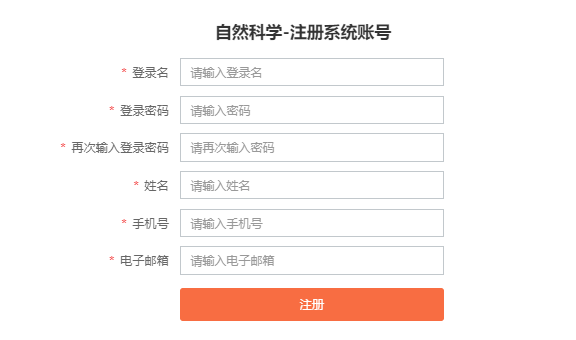 自然科学-注册系统账号
* 登录名 请输入登录名
* 登录密码 请输入密码
* 再次输入登录密码 请再次输入密码
* 姓名 请输入姓名
* 手机号 请输入手机号
* 电子邮箱 请输入电子邮箱
注册